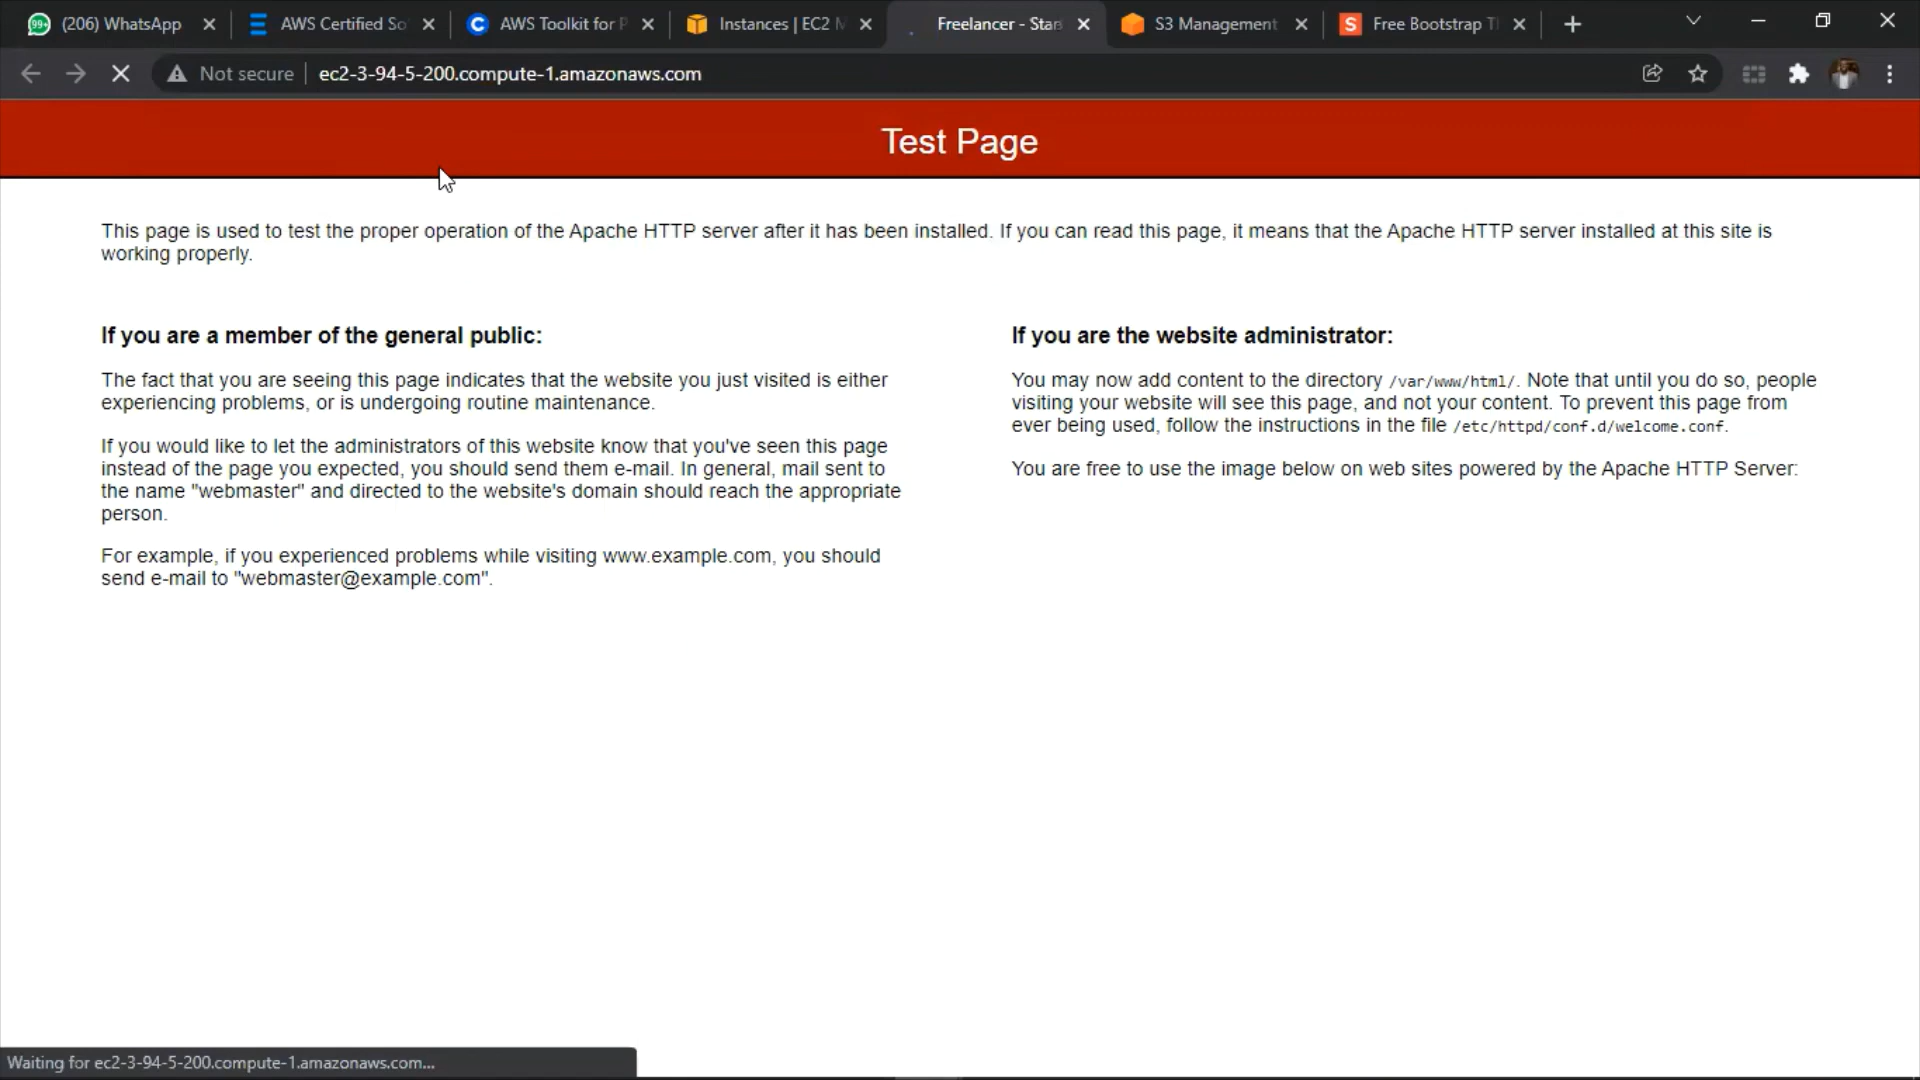 (206) WhatsApp
AWS Certified So
AWS Toolkit for P
Instances | EC2 M
Freelancer - Star
S3 Management
Free Bootstrap Th
99+
Not secure
ec2-3-94-5-200.compute-1.amazonaws.com
Test Page
This page is used to test the proper operation of the Apache HTTP server after it has been installed. If you can read this page, it means that the Apache HTTP server installed at this site is
working properly.
If you are a member of the general public:
The fact that you are seeing this page indicates that the website you just visited is either
experiencing problems, or is undergoing routine maintenance.
If you would like to let the administrators of this website know that you've seen this page
instead of the page you expected, you should send them e-mail. In general, mail sent to
the name "webmaster" and directed to the website's domain should reach the appropriate
person.
For example, if you experienced problems while visiting www.example.com, you should
send e-mail to "webmaster@example.com".
If you are the website administrator:
You may now add content to the directory /var/www/html/. Note that until you do so, people
visiting your website will see this page, and not your content. To prevent this page from
ever being used, follow the instructions in the file /etc/httpd/conf.d/welcome.conf.
You are free to use the image below on web sites powered by the Apache HTTP Server:
Waiting for ec2-3-94-5-200.compute-1.amazonaws.com...